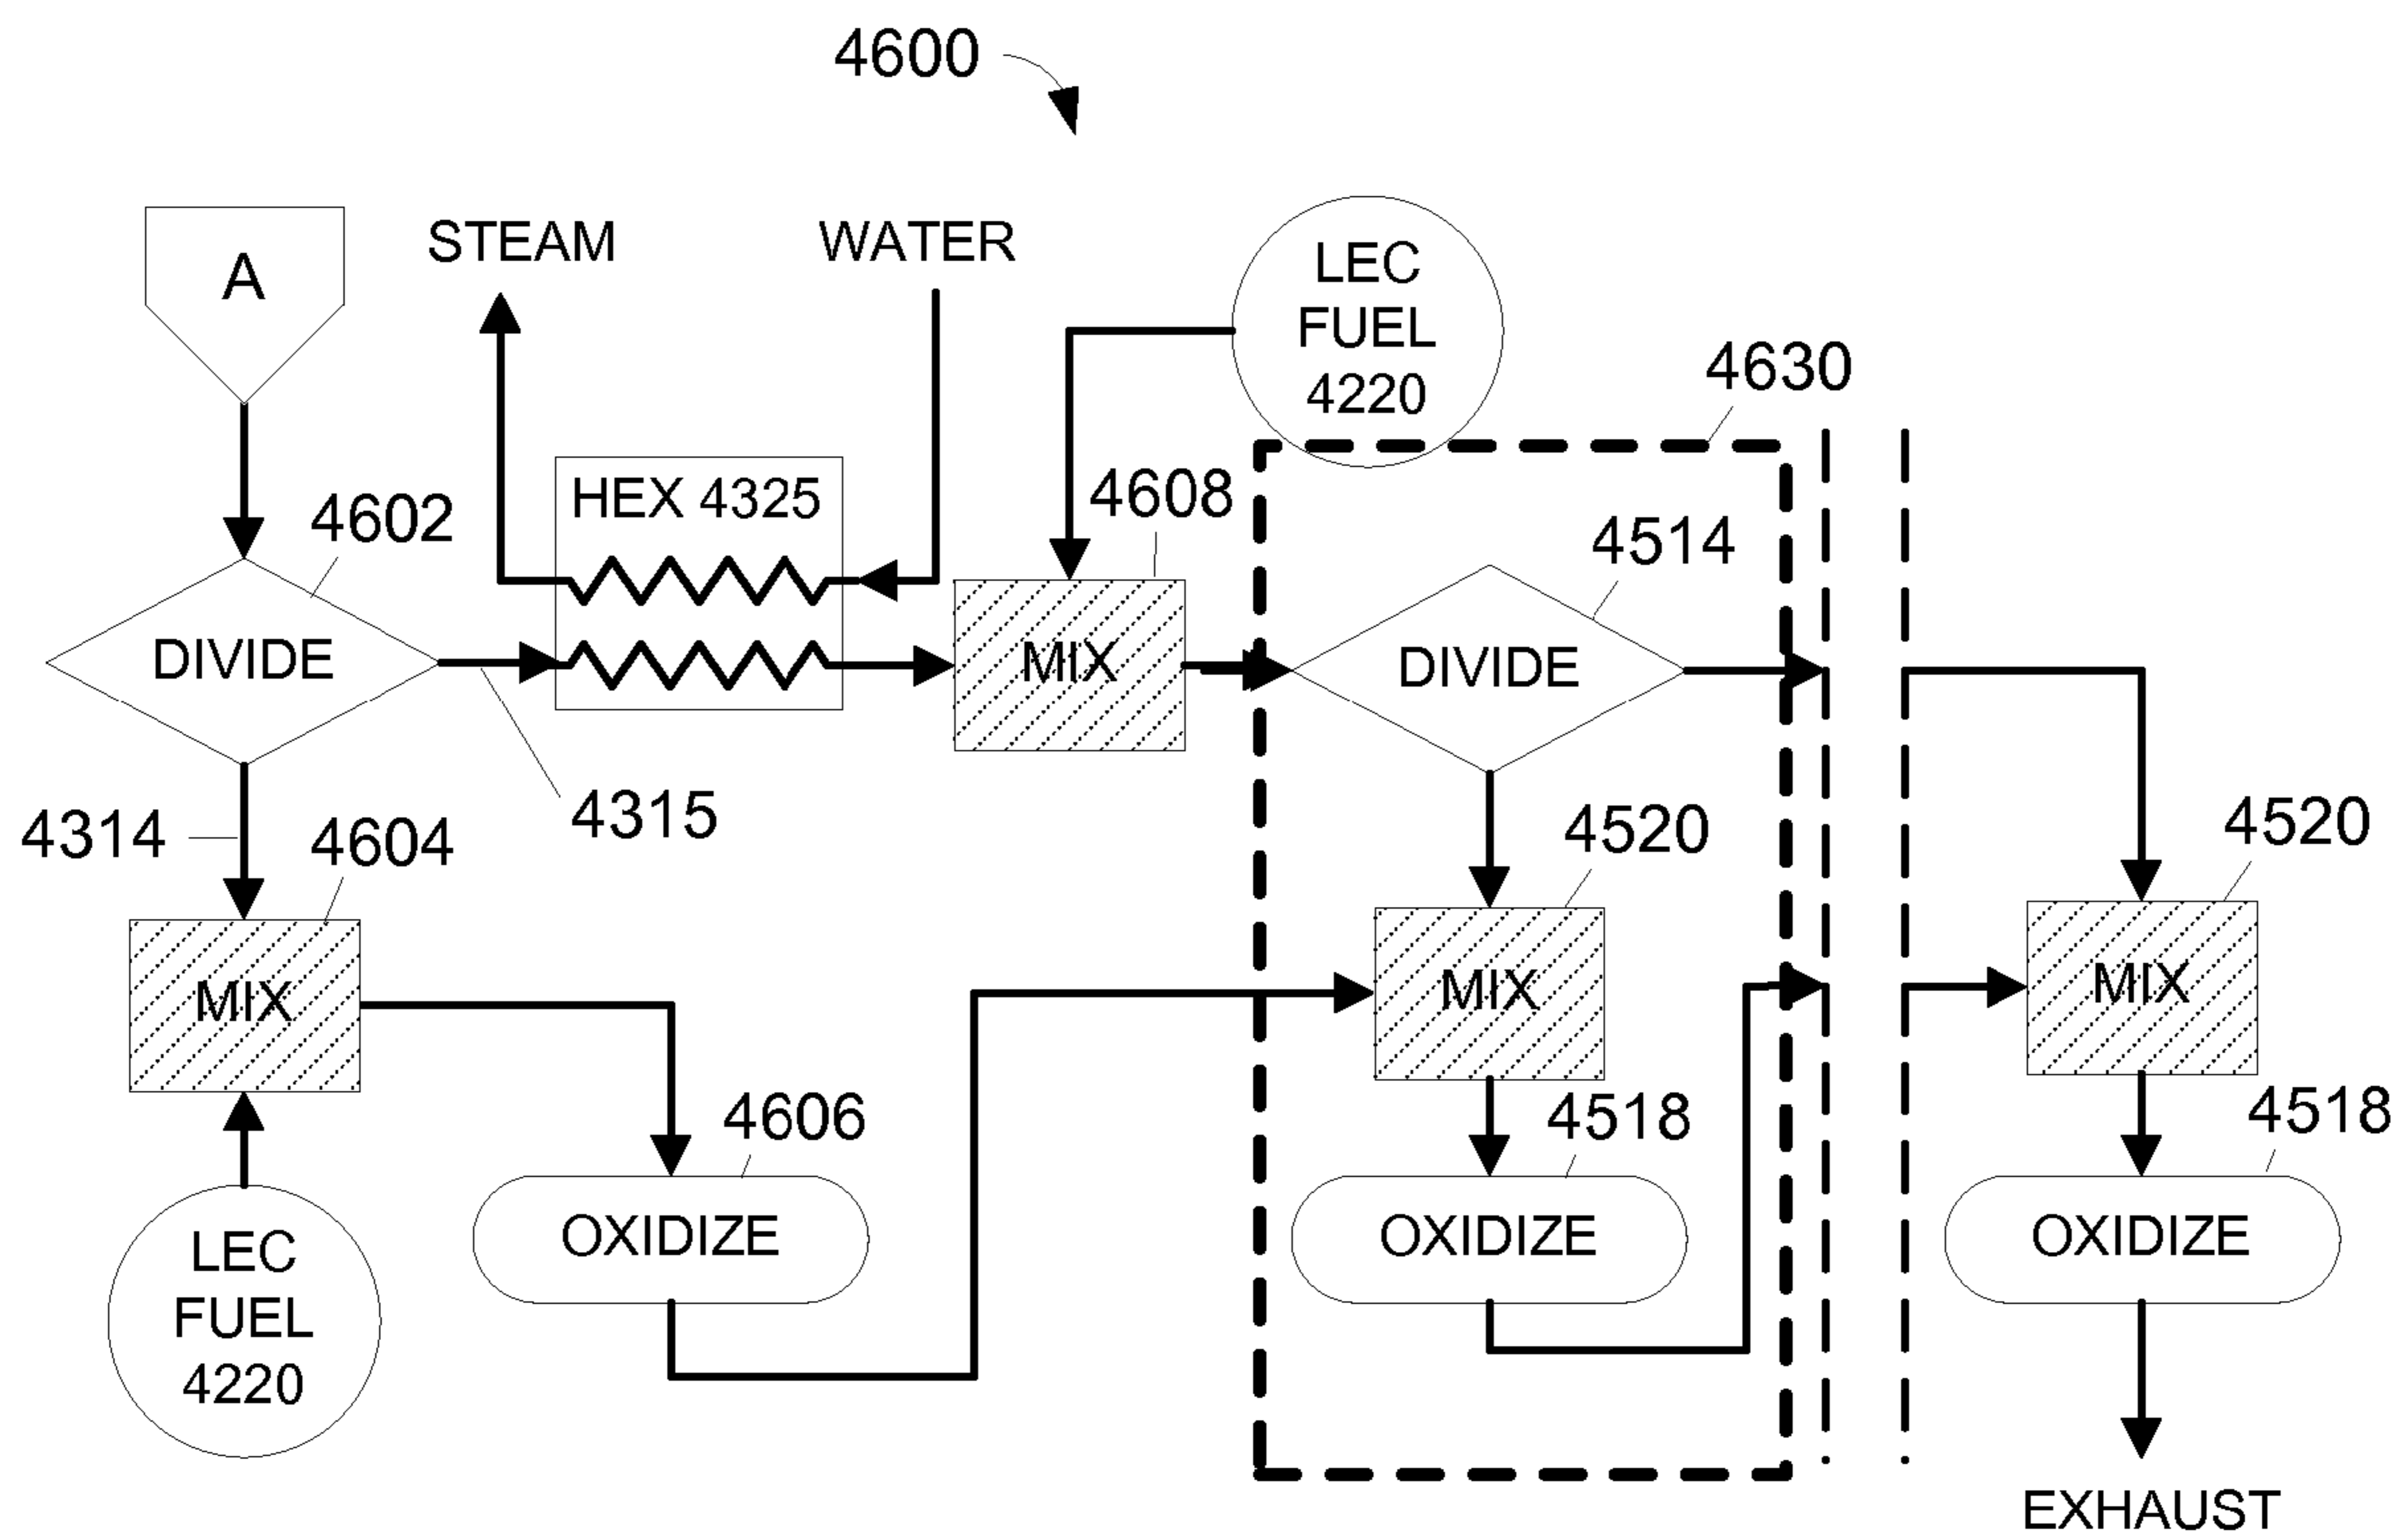 4600
A
STEAM
WATER
LEC
FUEL
4220
4630
4602
HEX 4325
4608
4514
DIVIDE
MIX
DIVIDE
4314
4604
4315
4520
4520
MIX
MIX
MIX
4606
4518
4518
LEC
FUEL
4220
OXIDIZE
OXIDIZE
OXIDIZE
EXHAUST